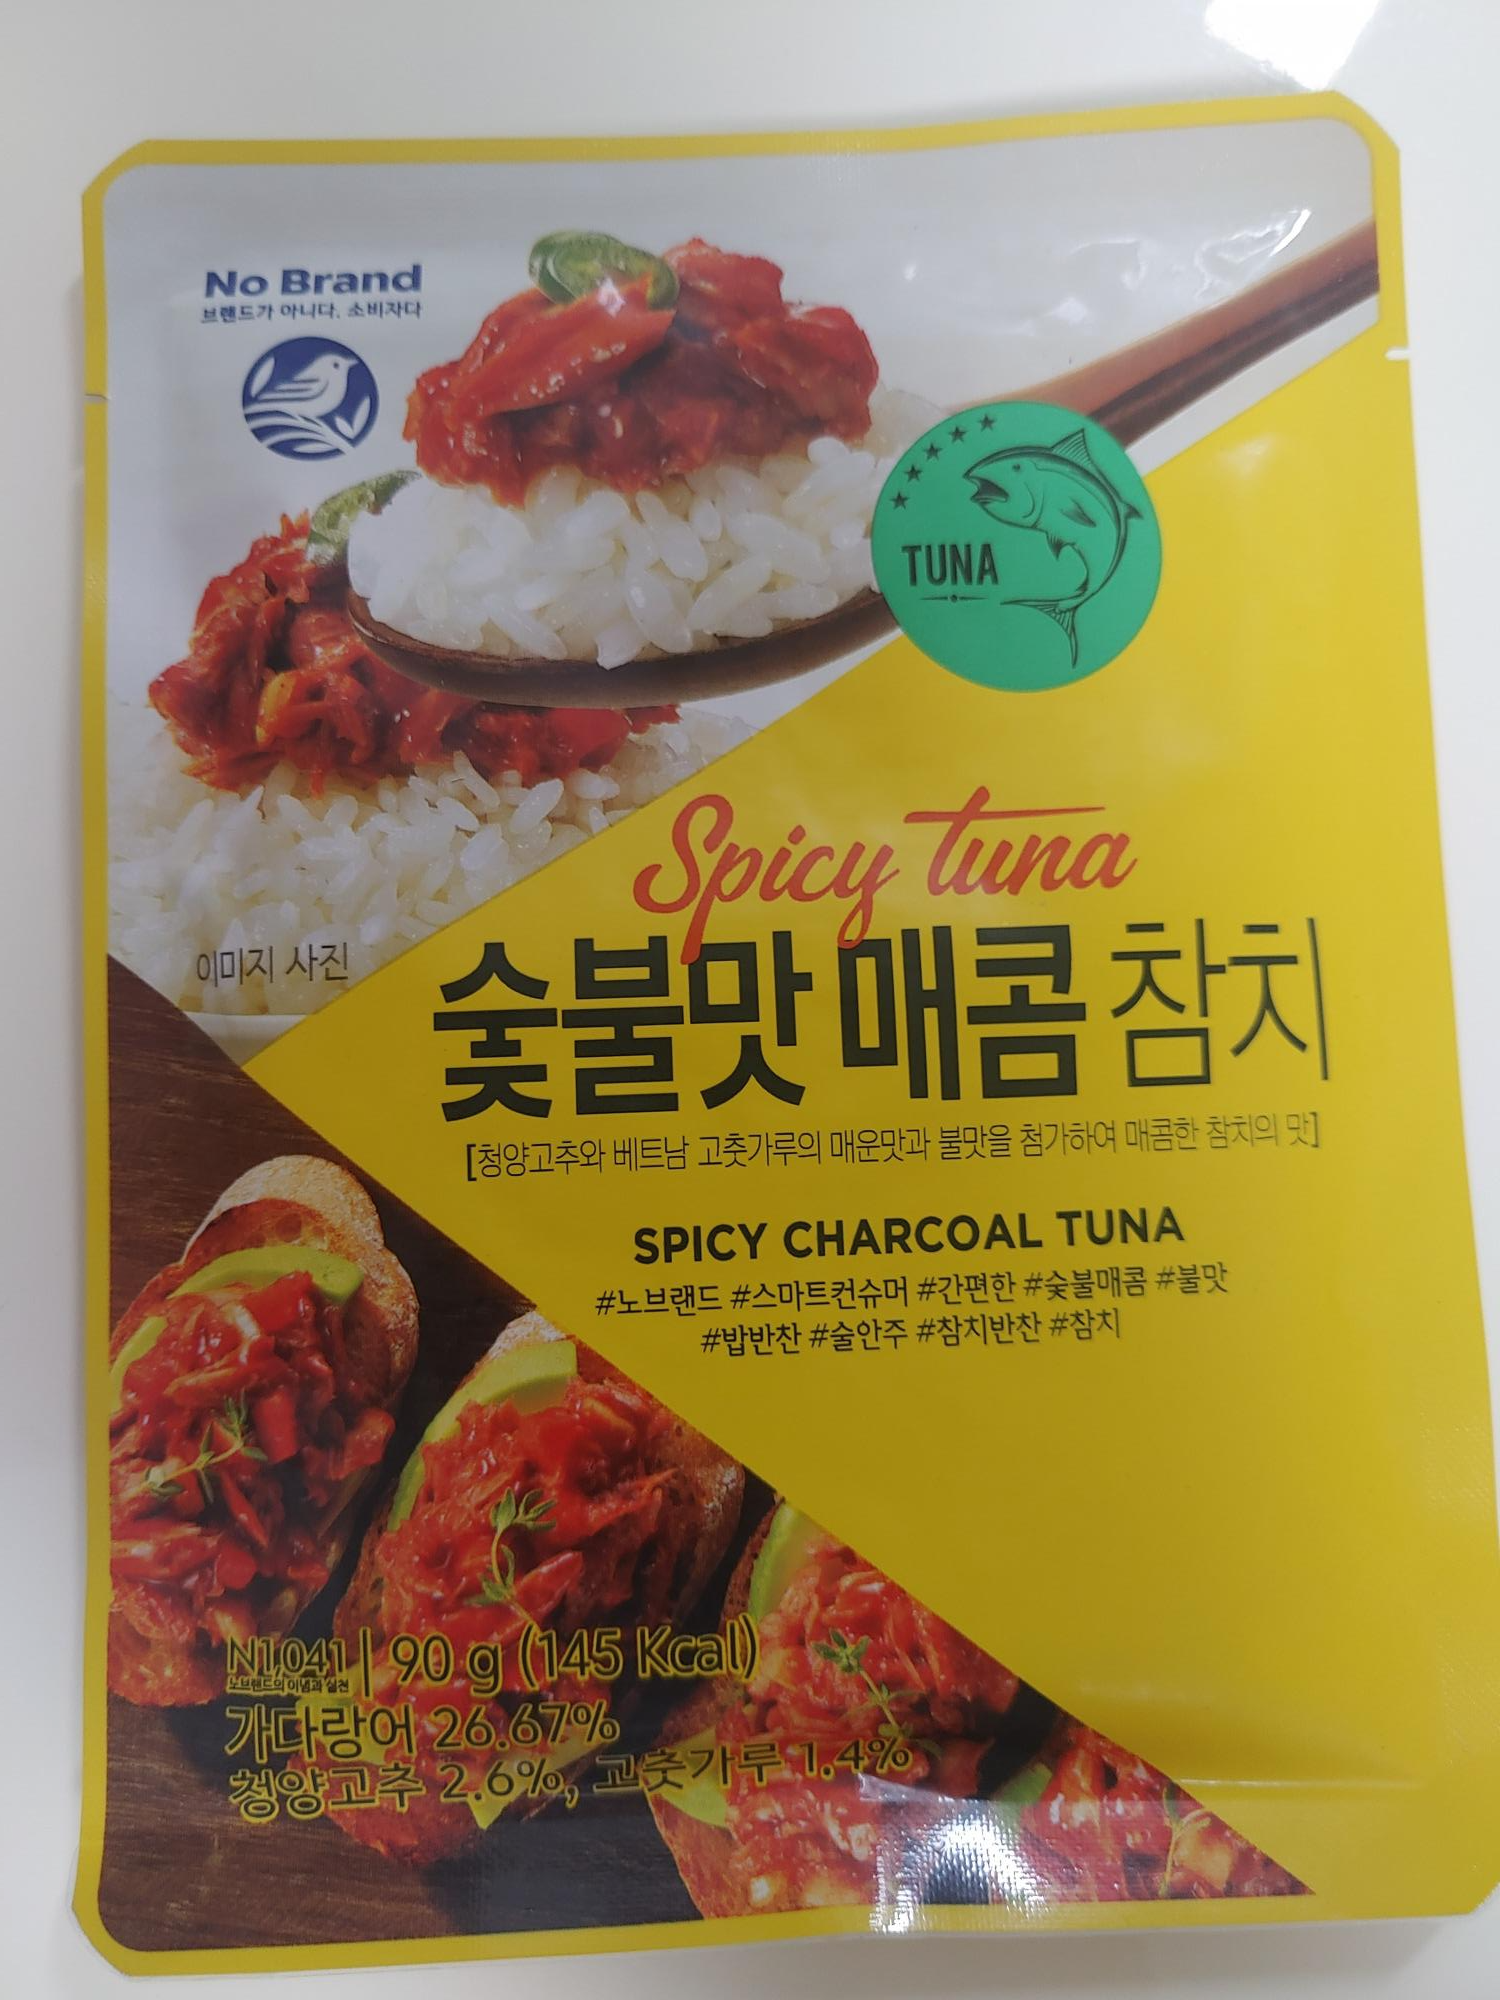 No Brand
브랜드가 아니다. 소비자다
TUNA
Spicy tuna
숯불맛 매콤 참치
이미지 사진
[청양고추와 베트남 고춧가루의 매운맛과 불맛을 첨가하여 매콤한 참치의 맛]
SPICY CHARCOAL TUNA
#노브랜드 #스마트컨슈머 #간편한 #숯불매콤 #불맛
#밥반찬 #술안주 #참치반찬 #참치
N1,041 | 90 g (145 Kcal)
노브랜드의 이념과 실천
가다랑어 26.67%
청양고추 2.6%, 고춧가루 1.4%